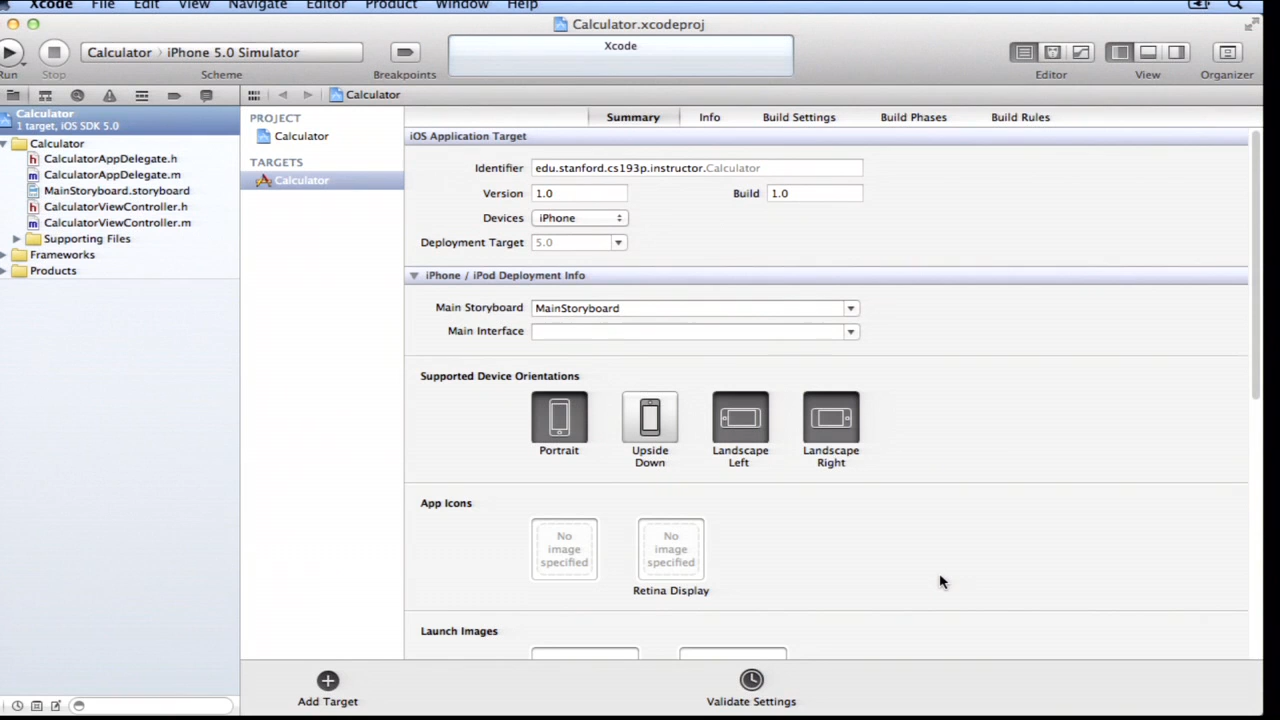 Xcode File Edit View Navigate Editor Product Window Help
Calculator.xcodeproj
Calculator › iPhone 5.0 Simulator
Xcode
Run Stop Scheme Breakpoints Editor View Organizer
Calculator
1 target, iOS SDK 5.0
Calculator
CalculatorAppDelegate.h
CalculatorAppDelegate.m
MainStoryboard.storyboard
CalculatorViewController.h
CalculatorViewController.m
Supporting Files
Frameworks
Products
Calculator
PROJECT
Calculator
TARGETS
Calculator
Summary Info Build Settings Build Phases Build Rules
iOS Application Target
Identifier edu.stanford.cs193p.instructor.Calculator
Version 1.0 Build 1.0
Devices iPhone
Deployment Target 5.0
iPhone / iPod Deployment Info
Main Storyboard MainStoryboard
Main Interface
Supported Device Orientations
Portrait
Upside
Down
Landscape
Left
Landscape
Right
App Icons
No
image
specified
No
image
specified
Retina Display
Launch Images
Add Target
Validate Settings